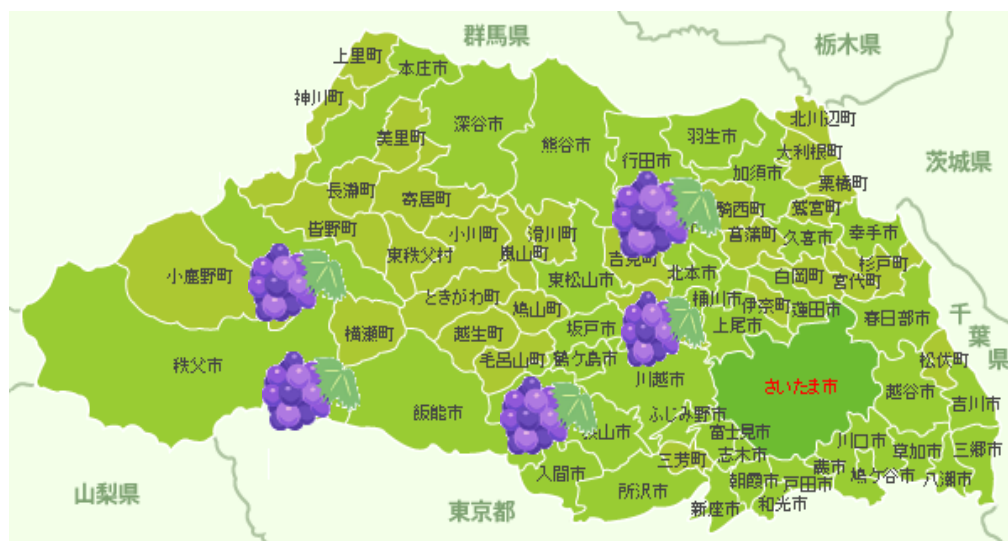 群馬県
栃木県
上里町
本庄市
神川町
北川辺町
深谷市
美里町
熊谷市
羽生市
行田市
大利根町
茨城県
加須市
栗橋町
長瀞町
寄居町
騎西町
鷲宮町
皆野町
小川町
滑川町
菖蒲町
久喜市
幸手市
東秩父村
嵐山町
吉見町
杉戸町
小鹿野町
東松山市
北本市
白岡町
宮代町
ときがわ町
鳩山町
桶川市
伊奈町
蓮田市
春日部市
千葉県
横瀬町
越生町
坂戸市
上尾市
秩父市
毛呂山町
鶴ケ島市
松伏町
川越市
さいたま市
越谷市
吉川市
飯能市
ふじみ野市
狭山市
富士見市
川口市
草加市
三郷市
入間市
三芳町
志木市
蕨市
鳩ケ谷市
八潮市
朝霞市
戸田市
所沢市
和光市
新座市
山梨県
東京都